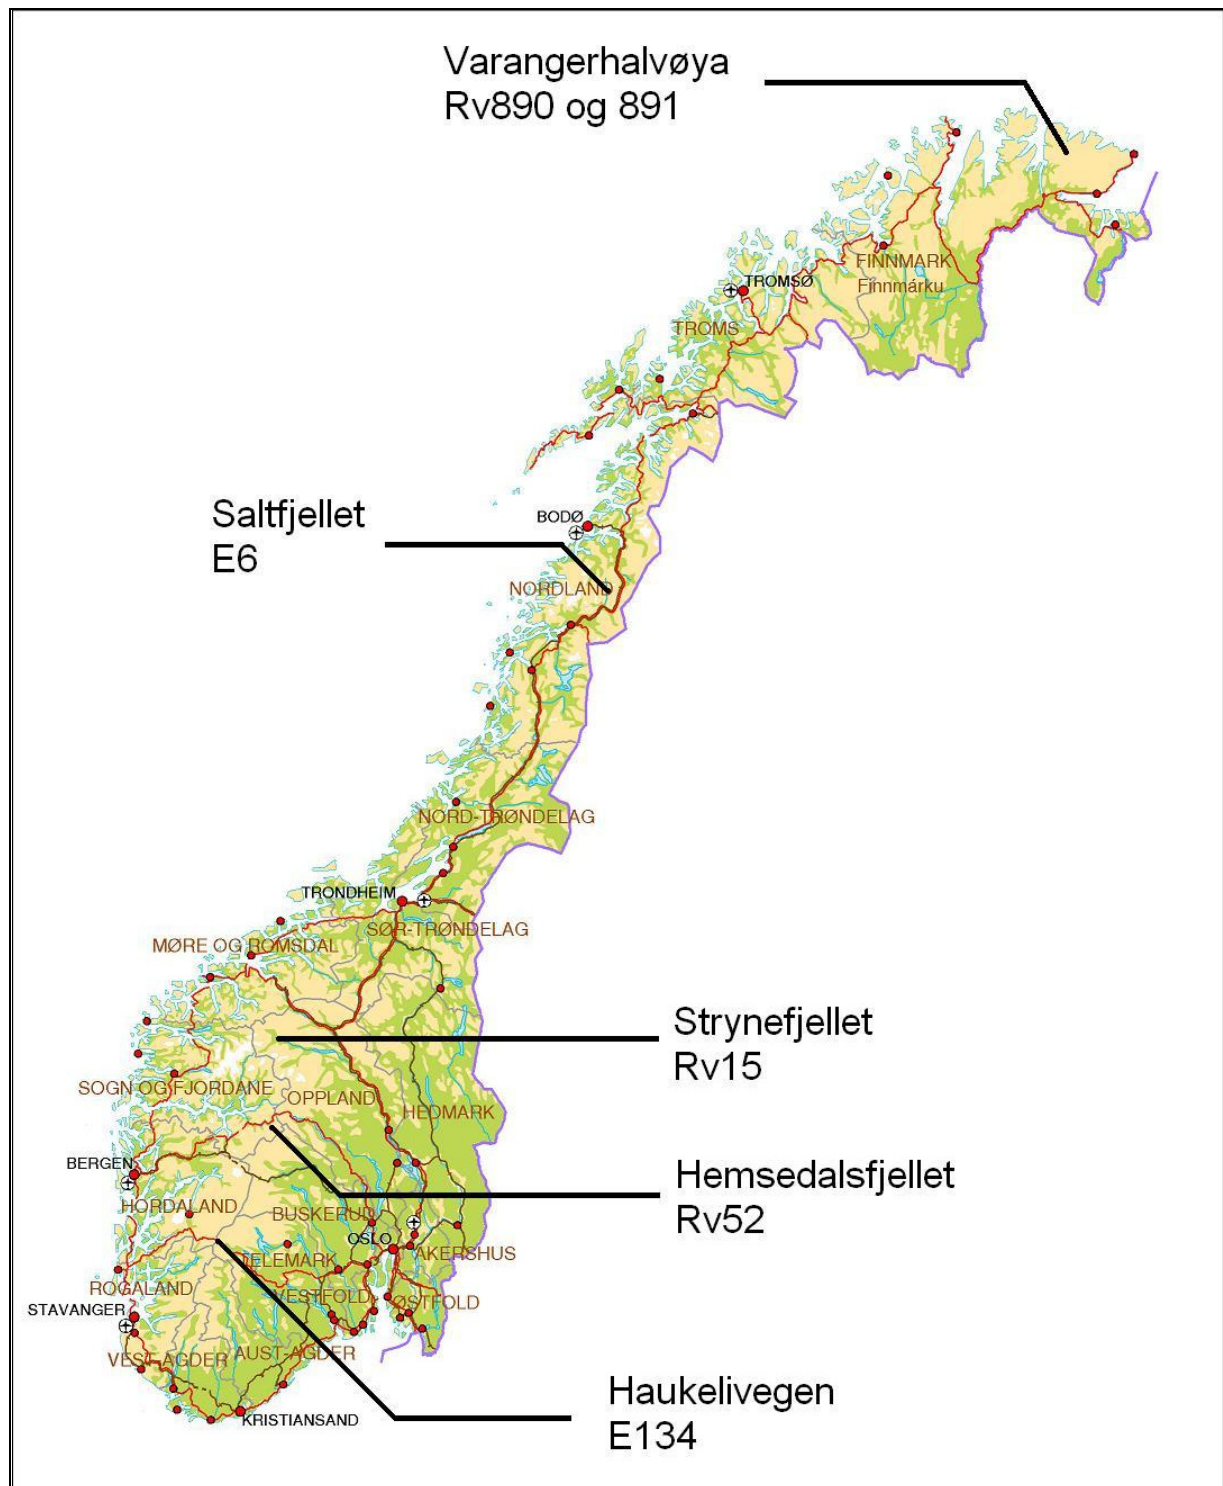 Varangerhalvøya
Rv890 og 891
FINNMARK
Finnmárku
TROMSØ
TROMS
Saltfjellet
E6
BODØ
NORDLAND
NORD-TRØNDELAG
TRONDHEIM
SØR-TRØNDELAG
MØRE OG ROMSDAL
Strynefjellet
Rv15
SOGN OG FJORDANE
OPPLAND
HEDMARK
BERGEN
Hemsedalsfjellet
Rv52
HORDALAND
BUSKERUD
OSLO
AKERSHUS
TELEMARK
ROGALAND
VESTFOLD
ØSTFOLD
STAVANGER
VEST-AGDER
AUST-AGDER
Haukelivegen
E134
KRISTIANSAND